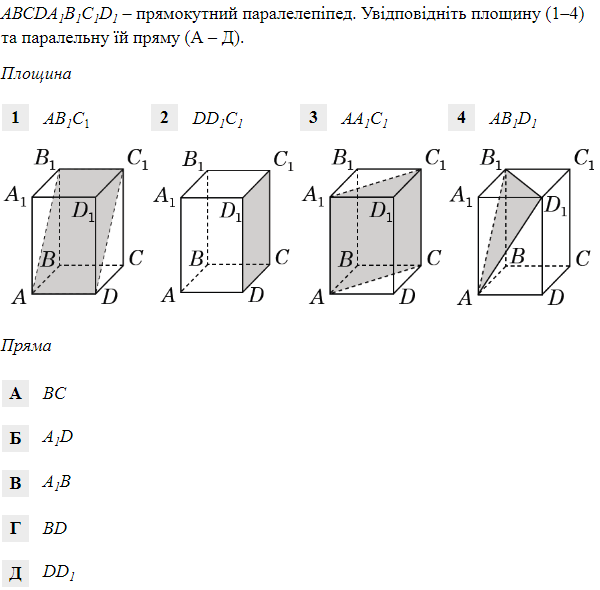 ABCDA₁B₁C₁D₁ – прямокутний паралелепіпед. Увідповідніть площину (1–4)
та паралельну їй пряму (А – Д).
Площина
1 AB₁C₁ 2 DD₁C₁ 3 AA₁C₁ 4 AB₁D₁
B₁ C₁ B₁ C₁ B₁ C₁ B₁ C₁
A₁ D₁ A₁ D₁ A₁ D₁ A₁ D₁
B C B C B C B C
A D A D A D A D
Пряма
А BC
Б A₁D
В A₁B
Г BD
Д DD₁